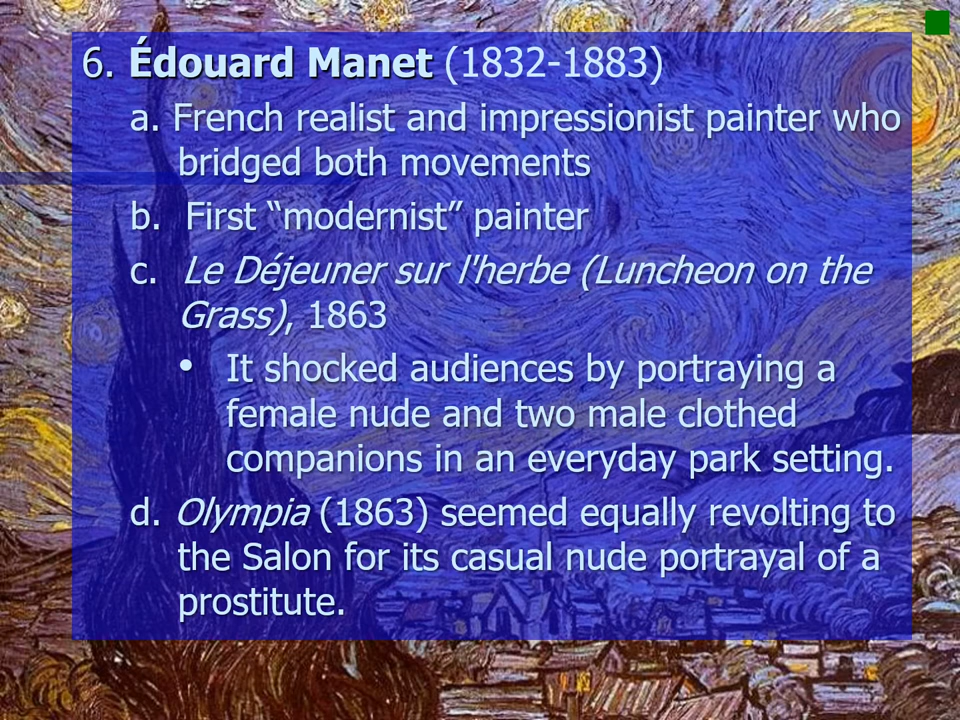 6. Édouard Manet (1832-1883)
a. French realist and impressionist painter who
bridged both movements
b. First “modernist” painter
c. Le Déjeuner sur l'herbe (Luncheon on the
Grass), 1863
• It shocked audiences by portraying a
female nude and two male clothed
companions in an everyday park setting.
d. Olympia (1863) seemed equally revolting to
the Salon for its casual nude portrayal of a
prostitute.